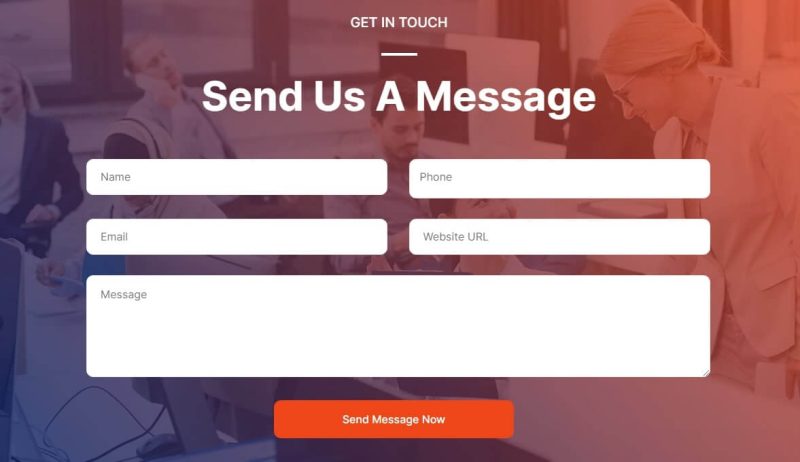 GET IN TOUCH
Send Us A Message
Name
Phone
Email
Website URL
Message
Send Message Now